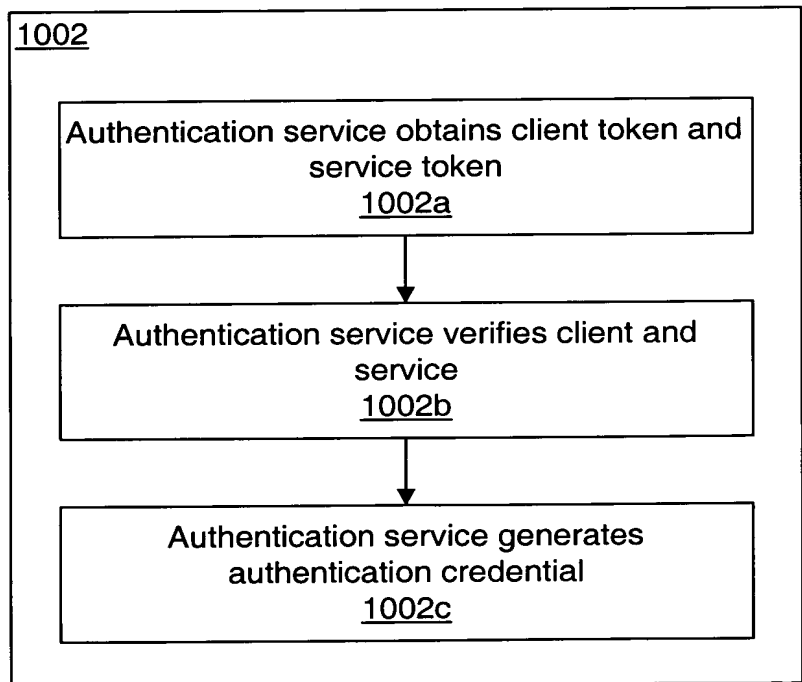 1002
Authentication service obtains client token and
service token
1002a
Authentication service verifies client and
service
1002b
Authentication service generates
authentication credential
1002c